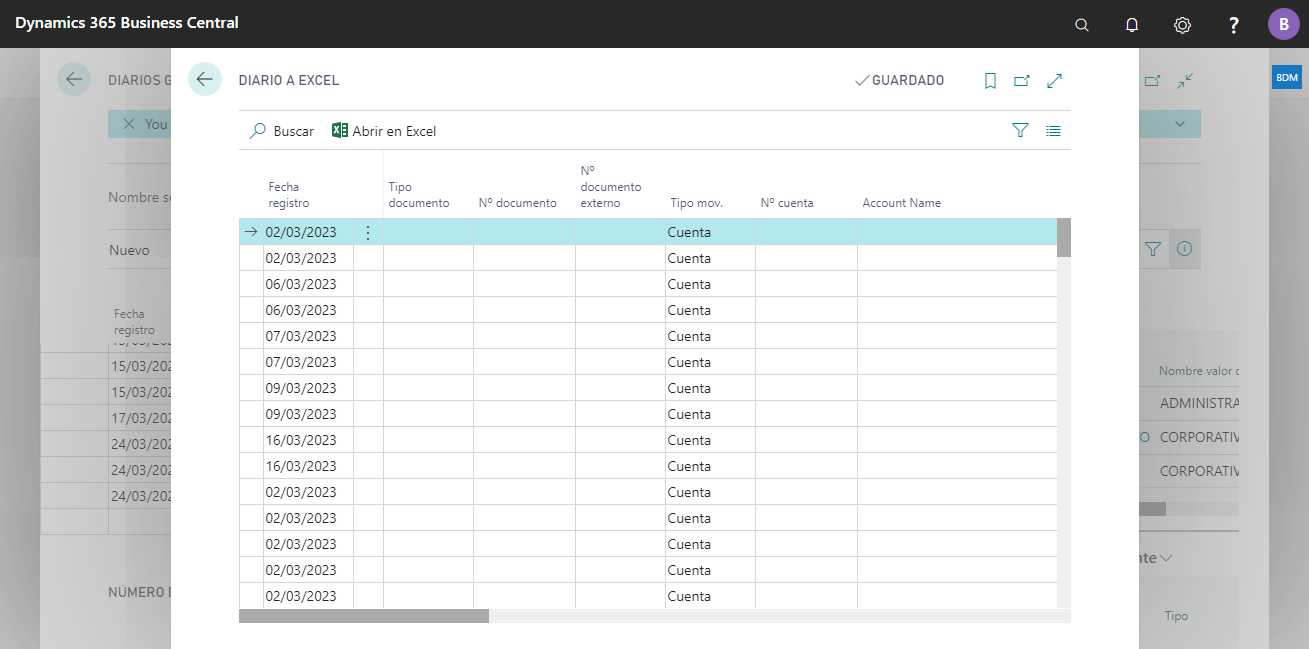 Dynamics 365 Business Central
?
B
DIARIOS G
DIARIO A EXCEL
GUARDADO
BDM
You
Buscar
Abrir en Excel
Nombre
Nuevo
Fecha
registro
Tipo
documento
Nº documento
Nº
documento
externo
Tipo mov.
Nº cuenta
Account Name
02/03/2023 Cuenta
02/03/2023 Cuenta
06/03/2023 Cuenta
06/03/2023 Cuenta
07/03/2023 Cuenta
07/03/2023 Cuenta
09/03/2023 Cuenta
09/03/2023 Cuenta
16/03/2023 Cuenta
16/03/2023 Cuenta
02/03/2023 Cuenta
02/03/2023 Cuenta
02/03/2023 Cuenta
02/03/2023 Cuenta
02/03/2023 Cuenta
Fecha
registro
15/03/202
15/03/202
17/03/202
24/03/202
24/03/202
24/03/202
NÚMERO
Nombre valor
ADMINISTRA
O CORPORATIV
CORPORATIV
nte
Tipo